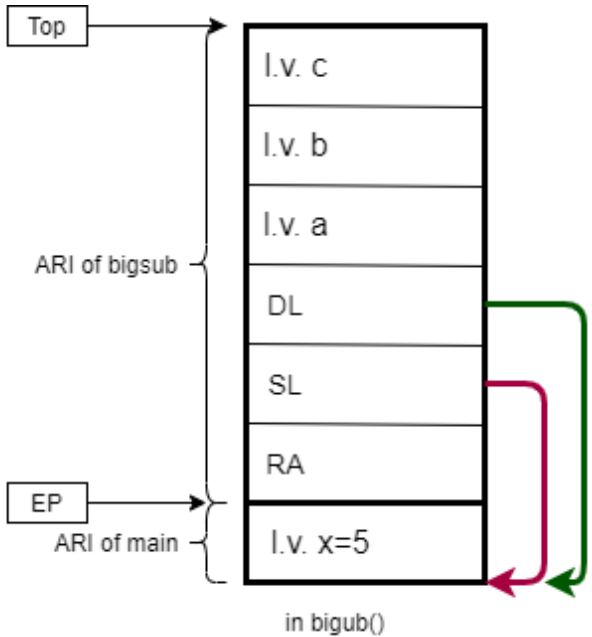 Top
l.v. c
l.v. b
l.v. a
ARI of bigsub
DL
SL
RA
EP
ARI of main
l.v. x=5
in bigub()